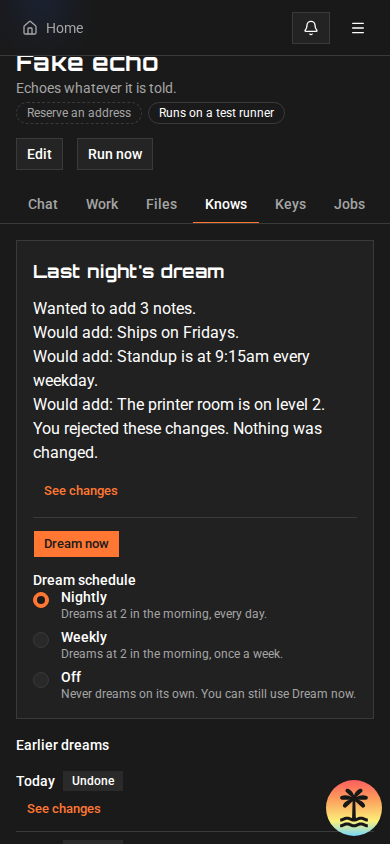 Home
Fake echo
Echoes whatever it is told.
Reserve an address
Runs on a test runner
Edit
Run now
Chat
Work
Files
Knows
Keys
Jobs
Last night's dream
Wanted to add 3 notes.
Would add: Ships on Fridays.
Would add: Standup is at 9:15am every
weekday.
Would add: The printer room is on level 2.
You rejected these changes. Nothing was
changed.
See changes
Dream now
Dream schedule
Nightly
Dreams at 2 in the morning, every day.
Weekly
Dreams at 2 in the morning, once a week.
Off
Never dreams on its own. You can still use Dream now.
Earlier dreams
Today
Undone
See changes